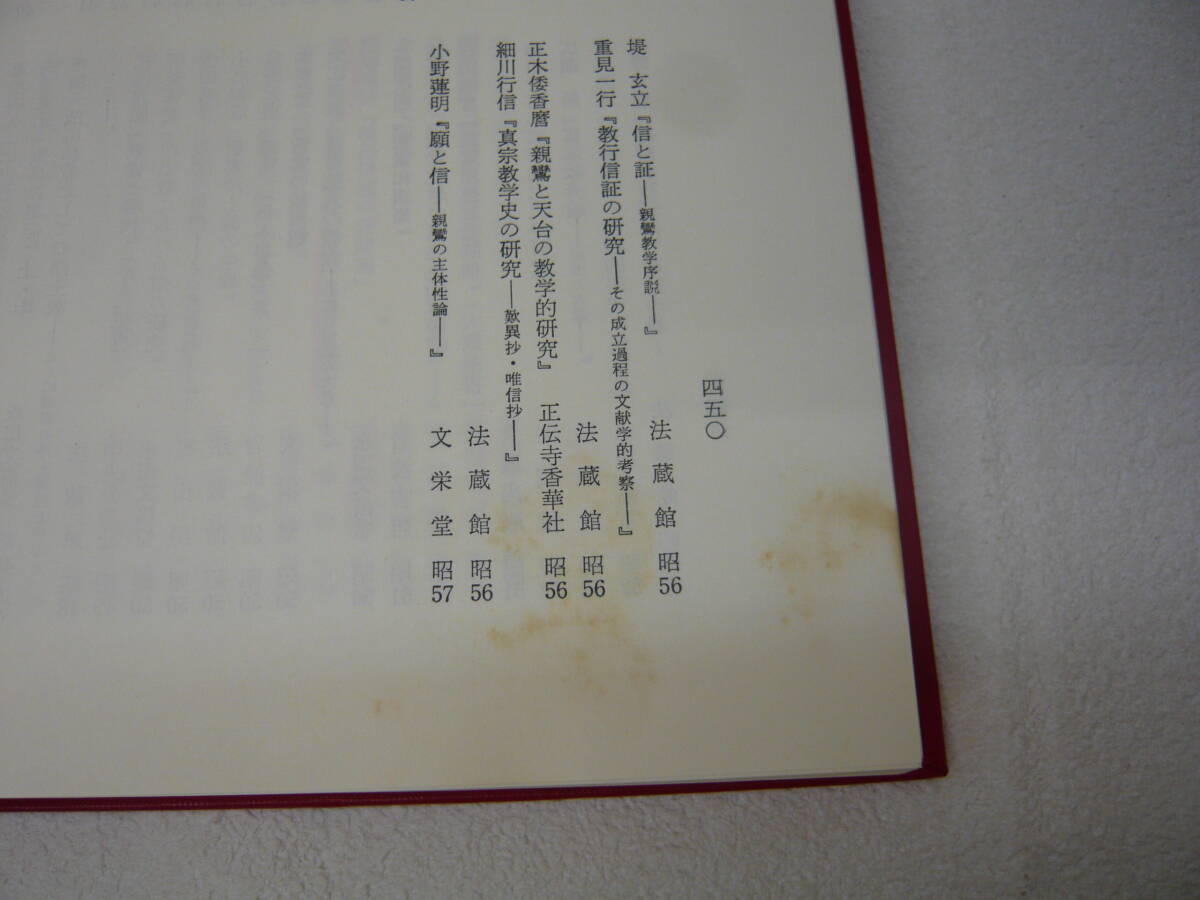 四五〇
堤 玄立『信と証――親鸞教学序説――』 法蔵館 昭56
重見一行『教行信証の研究――その成立過程の文献学的考察――』 法蔵館 昭56
正木倭香麿『親鸞と天台の教学的研究』 正伝寺香華社 昭56
細川行信『真宗教学史の研究――歎異抄・唯信抄――』 法蔵館 昭56
小野蓮明『願と信――親鸞の主体性論――』 文栄堂 昭57